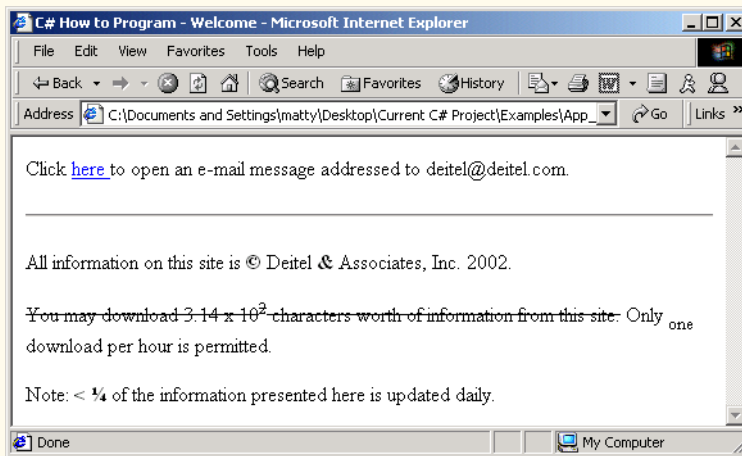 C# How to Program - Welcome - Microsoft Internet Explorer
File Edit View Favorites Tools Help
Back Search Favorites History
Address C:\Documents and Settings\matty\Desktop\Current C# Project\Examples\App_ Go Links »
Click here to open an e-mail message addressed to deitel@deitel.com.
All information on this site is © Deitel & Associates, Inc. 2002.
You may download 3.14 x 10² characters worth of information from this site. Only one
download per hour is permitted.
Note: < ¼ of the information presented here is updated daily.
Done My Computer